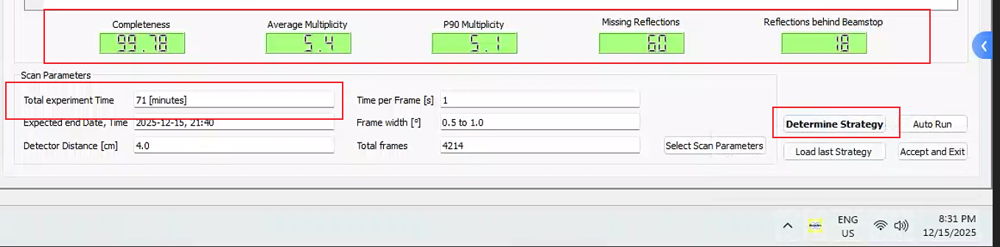 Completeness Average Multiplicity P90 Multiplicity Missing Reflections Reflections behind Beamstop
99.78 5.4 5.1 60 18
Scan Parameters
Total experiment Time 71 [minutes] Time per Frame [s] 1
Expected end Date, Time 2025-12-15, 21:40 Frame width [º] 0.5 to 1.0 Determine Strategy Auto Run
Detector Distance [cm] 4.0 Total frames 4214 Select Scan Parameters Load last Strategy Accept and Exit
ENG 8:31 PM
US 12/15/2025